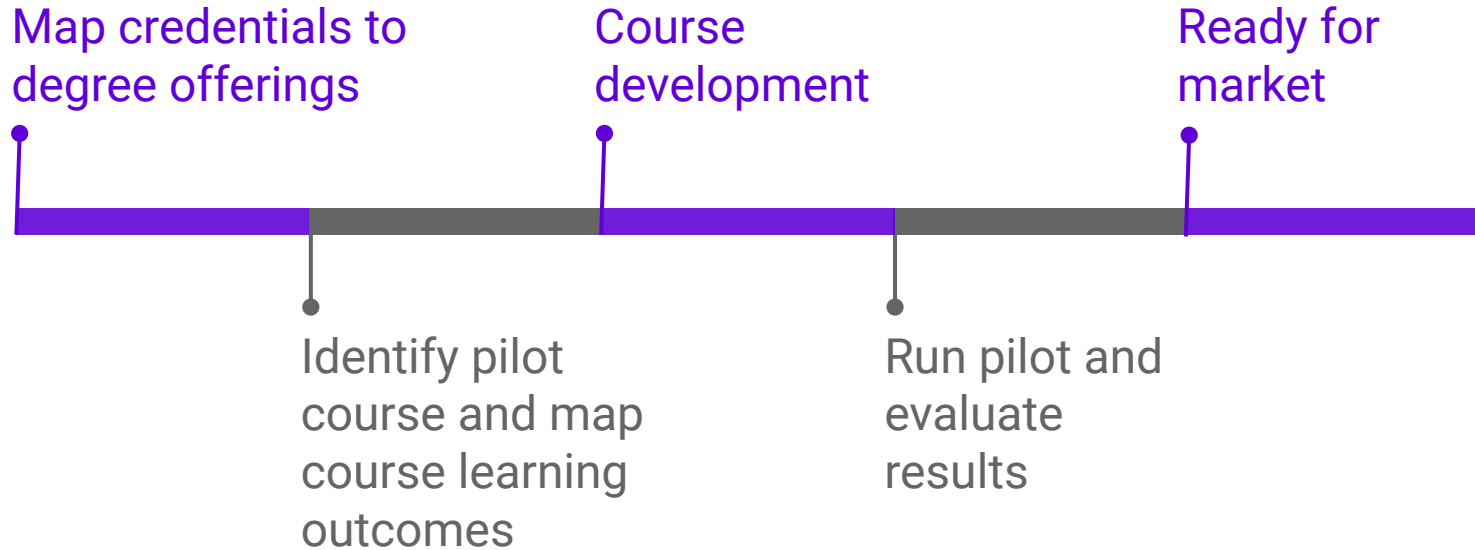 Map credentials to
degree offerings
Course
development
Ready for
market
Identify pilot
course and map
course learning
outcomes
Run pilot and
evaluate
results